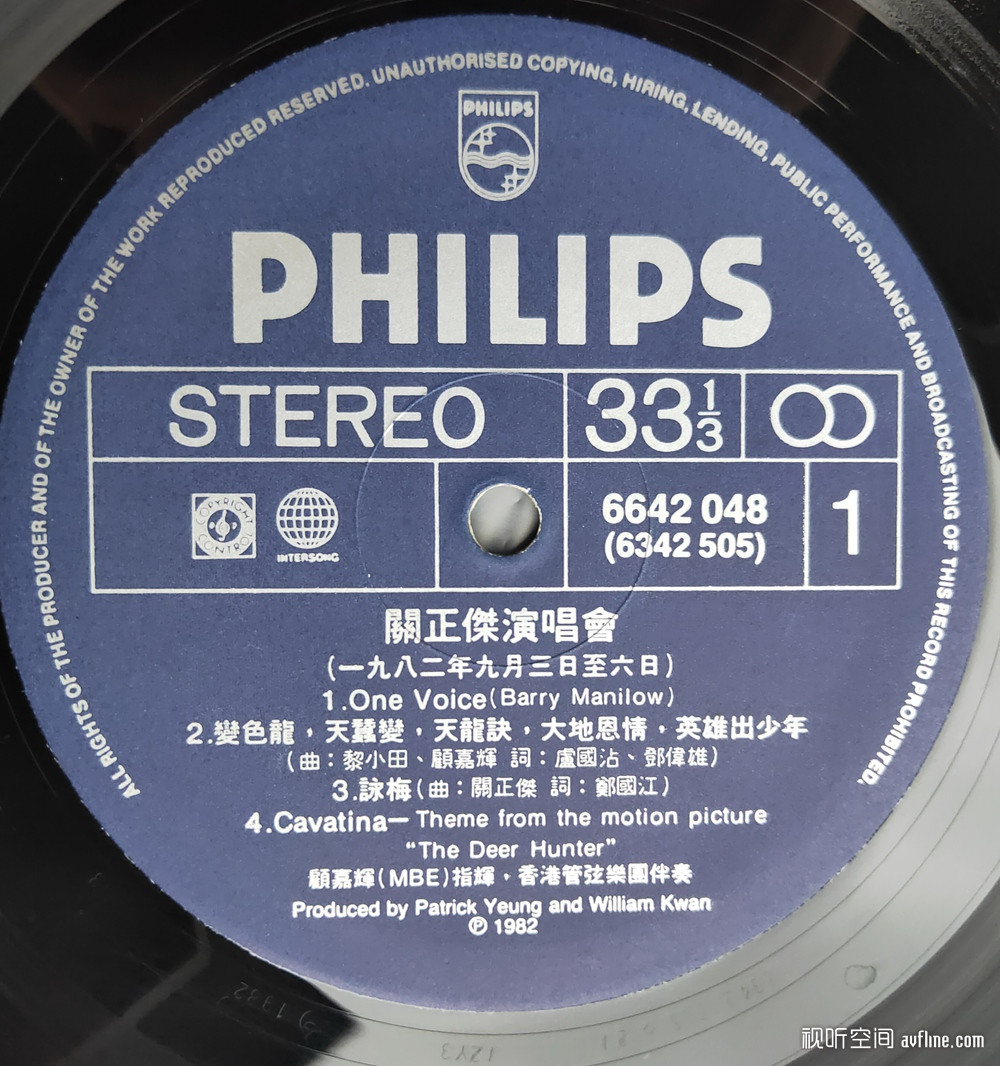 ALL RIGHTS OF THE PRODUCER AND OF THE OWNER OF THE WORK REPRODUCED RESERVED. UNAUTHORISED COPYING, HIRING, LENDING, PUBLIC PERFORMANCE AND BROADCASTING OF THIS RECORD PROHIBITED.
PHILIPS
PHILIPS
STEREO 33 1/3
COPYRIGHT CONTROL
INTERSONG
6642 048
(6342 505)
1
關正傑演唱會
(一九八二年九月三日至六日)
1.One Voice(Barry Manilow)
2.變色龍，天蠶變，天龍訣，大地恩情，英雄出少年
(曲：黎小田、顧嘉輝 詞：盧國沾、鄧偉雄)
3.詠梅(曲：關正傑 詞：鄭國江)
4.Cavatina—Theme from the motion picture
“The Deer Hunter”
顧嘉輝(MBE)指輝，香港管弦樂團伴奏
Produced by Patrick Yeung and William Kwan
℗ 1982
视听空间 avfline.com